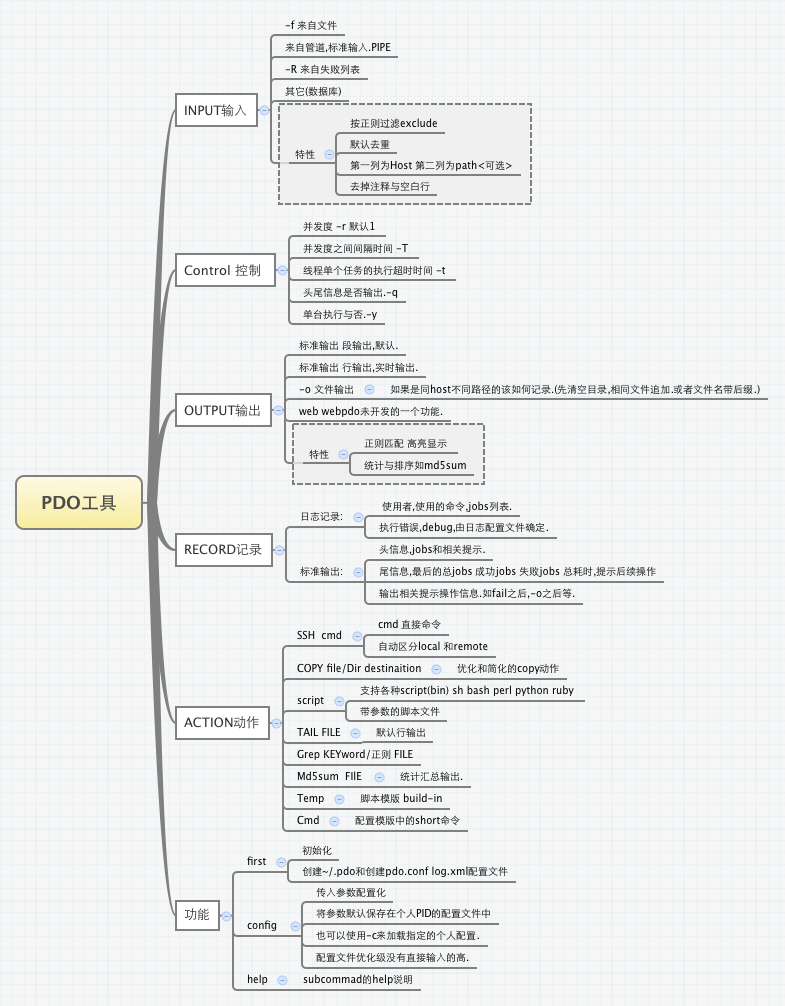 PDO工具
INPUT输入
-f 来自文件
来自管道,标准输入.PIPE
-R 来自失败列表
其它(数据库)
特性
按正则过滤exclude
默认去重
第一列为Host 第二列为path<可选>
去掉注释与空白行
Control 控制
并发度 -r 默认1
并发度之间间隔时间 -T
线程单个任务的执行超时时间 -t
头尾信息是否输出.-q
单台执行与否.-y
OUTPUT输出
标准输出 段输出,默认.
标准输出 行输出,实时输出.
-o 文件输出
如果是同host不同路径的该如何记录.(先清空目录,相同文件追加.或者文件名带后缀.)
web webpdo未开发的一个功能.
特性
正则匹配 高亮显示
统计与排序如md5sum
RECORD记录
日志记录:
使用者,使用的命令,jobs列表.
执行错误,debug,由日志配置文件确定.
标准输出:
头信息,jobs和相关提示.
尾信息,最后的总jobs 成功jobs 失败jobs 总耗时,提示后续操作
输出相关提示操作信息.如fail之后,-o之后等.
ACTION动作
SSH cmd
cmd 直接命令
自动区分local 和remote
COPY file/Dir destinaition
优化和简化的copy动作
script
支持各种script(bin) sh bash perl python ruby
带参数的脚本文件
TAIL FILE
默认行输出
Grep KEYword/正则 FILE
Md5sum FIlE
统计汇总输出.
Temp
脚本模版 build-in
Cmd
配置模版中的short命令
功能
first
初始化
创建~/.pdo和创建pdo.conf log.xml配置文件
config
传入参数配置化
将参数默认保存在个人PID的配置文件中
也可以使用-c来加载指定的个人配置.
配置文件优化级没有直接输入的高.
help
subcommad的help说明